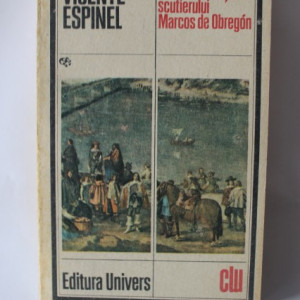 VICENTE
ESPINEL
scutierului
Marcos de Obregón
Editura Univers
clu